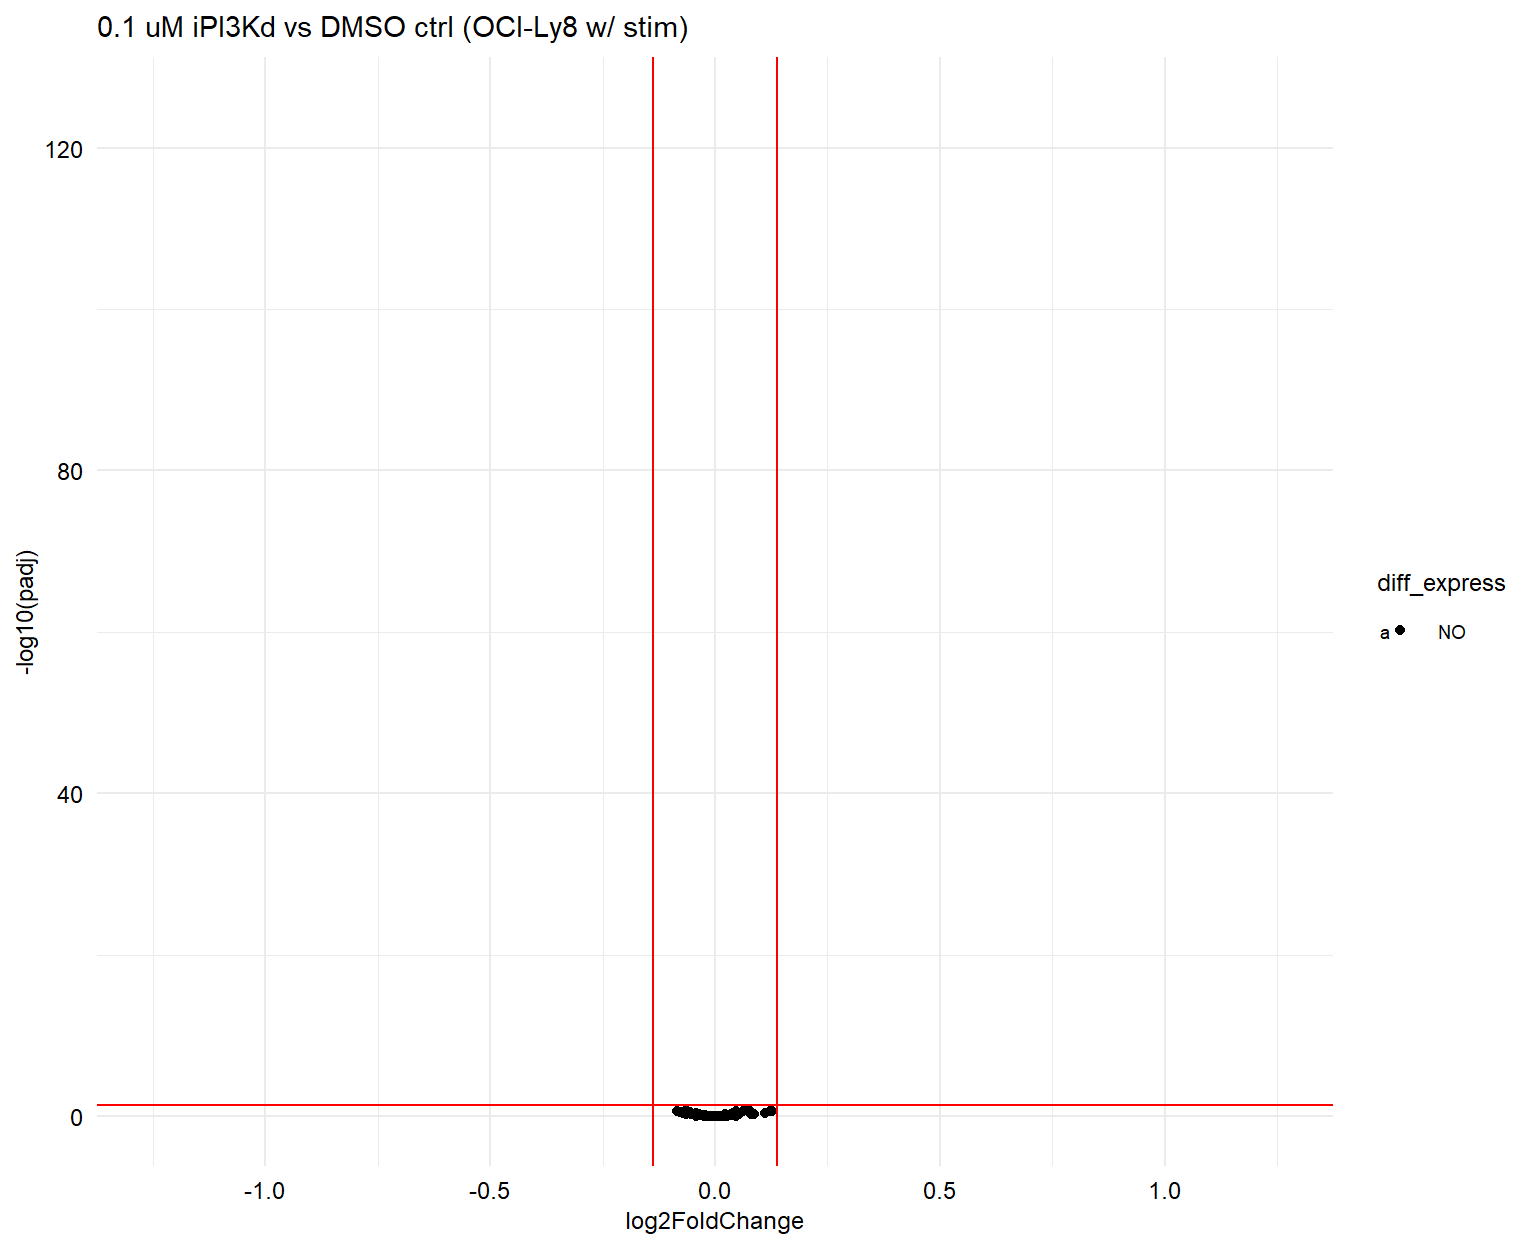 0.1 uM iPI3Kd vs DMSO ctrl (OCI-Ly8 w/ stim)
120
80
40
0
-log10(padj)
-1.0
-0.5
0.0
0.5
1.0
log2FoldChange
diff_express
a NO